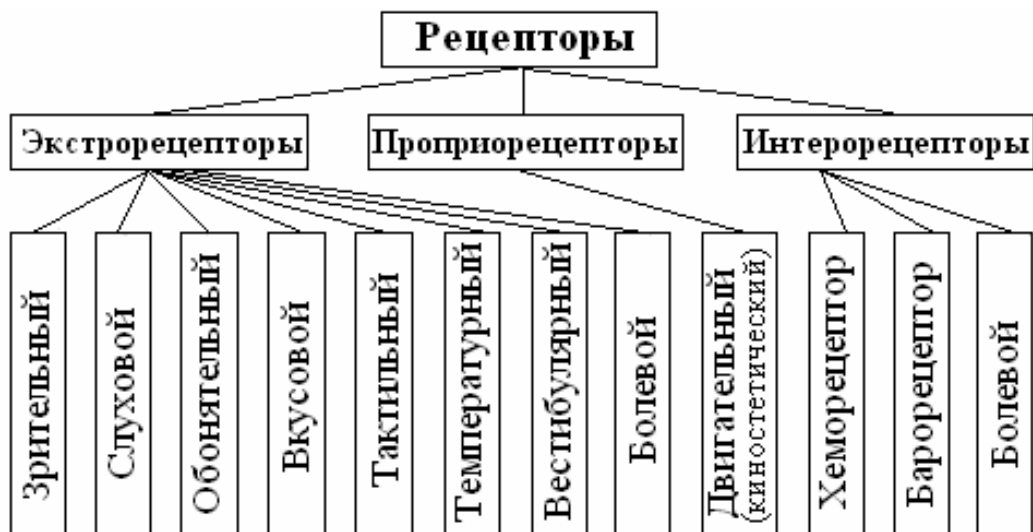 Рецепторы
Экстрорецепторы
Проприорецепторы
Интерорецепторы
Зрительный
Слуховой
Обонятельный
Вкусовой
Тактильный
Температурный
Вестибулярный
Болевой
Двигательный
(киностетический)
Хеморецептор
Барорецептор
Болевой